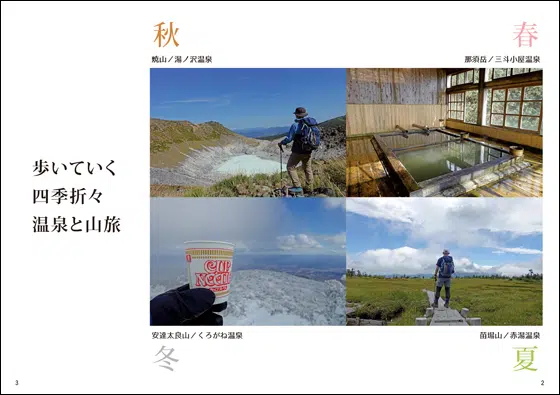 春
那須岳／三斗小屋温泉
秋
焼山／湯ノ沢温泉
歩いていく
四季折々
温泉と山旅
CUP
NOODLE
苗場山／赤湯温泉
夏
安達太良山／くろがね温泉
冬
3
2